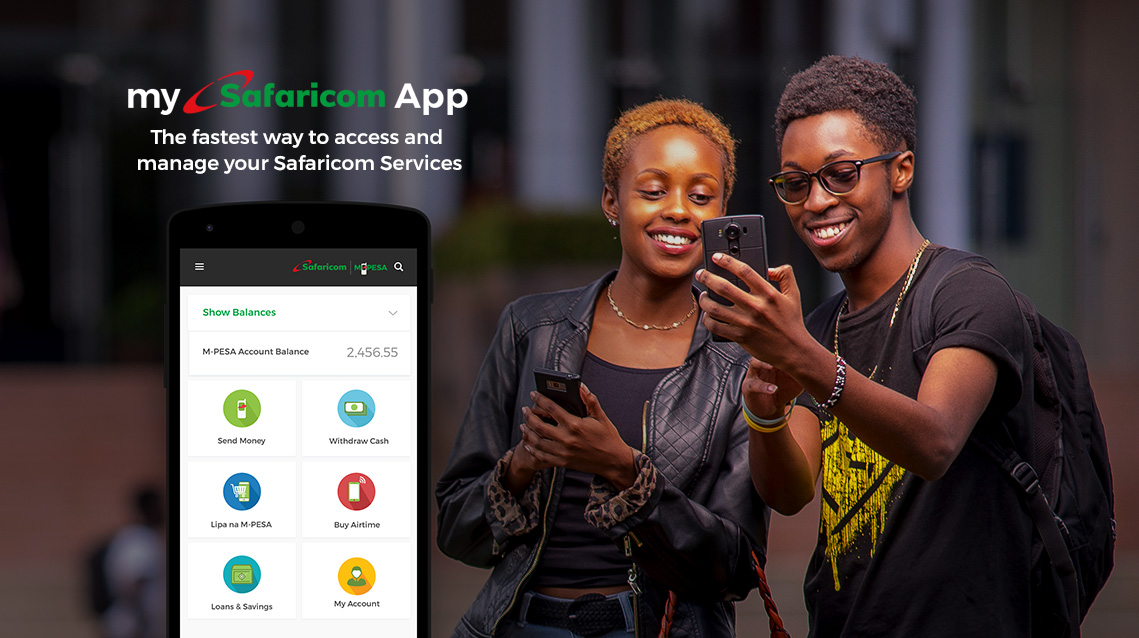 my Safaricom App
The fastest way to access and
manage your Safaricom Services
Safaricom | M-PESA
Show Balances
M-PESA Account Balance 2,456.55
Send Money Withdraw Cash
Lipa na M-PESA Buy Airtime
Loans & Savings My Account